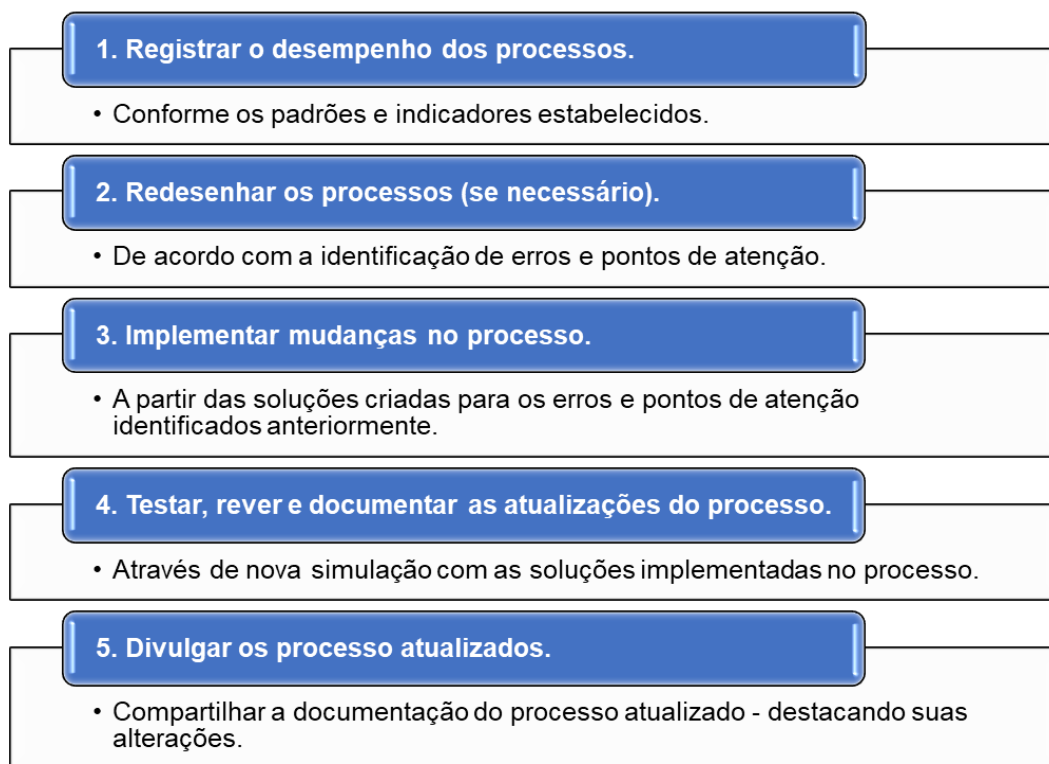 1. Registrar o desempenho dos processos.
• Conforme os padrões e indicadores estabelecidos.
2. Redesenhar os processos (se necessário).
• De acordo com a identificação de erros e pontos de atenção.
3. Implementar mudanças no processo.
• A partir das soluções criadas para os erros e pontos de atenção
identificados anteriormente.
4. Testar, rever e documentar as atualizações do processo.
• Através de nova simulação com as soluções implementadas no processo.
5. Divulgar os processo atualizados.
• Compartilhar a documentação do processo atualizado - destacando suas
alterações.